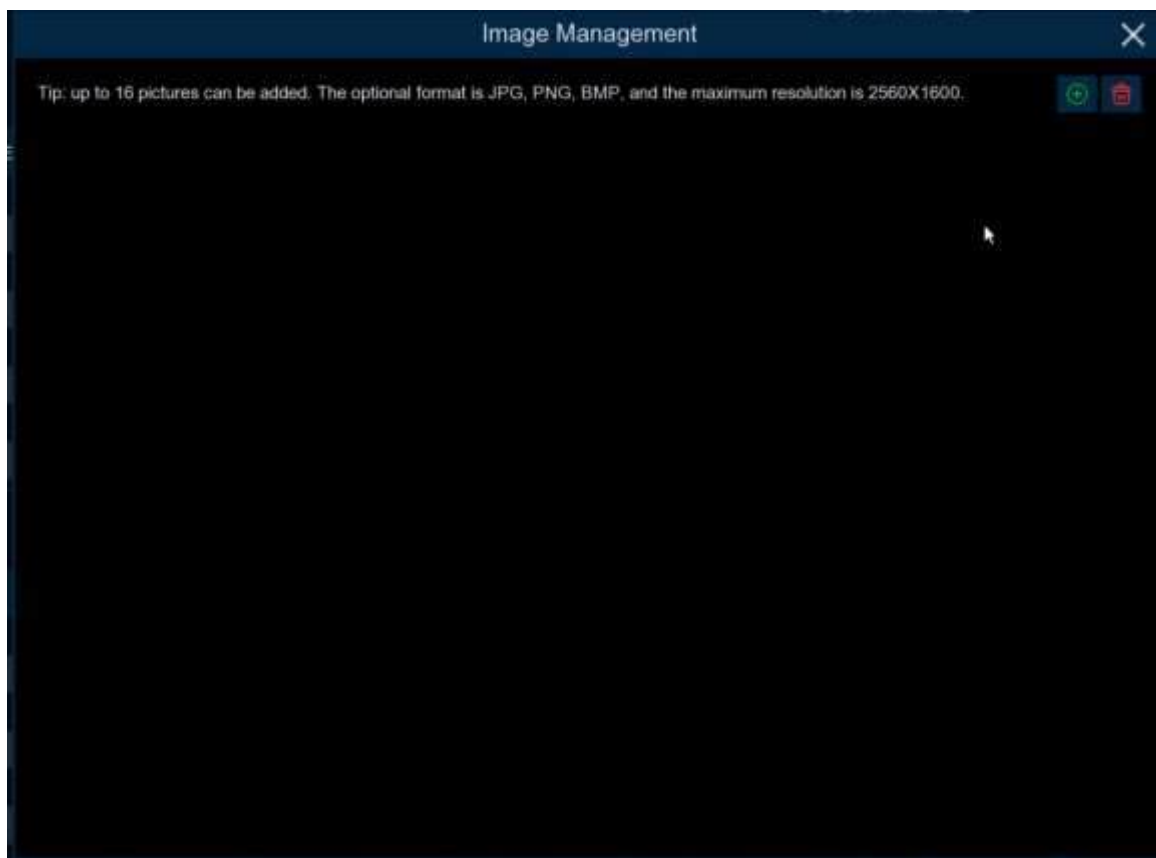 Image Management
Tip: up to 16 pictures can be added. The optional format is JPG, PNG, BMP, and the maximum resolution is 2560X1600.